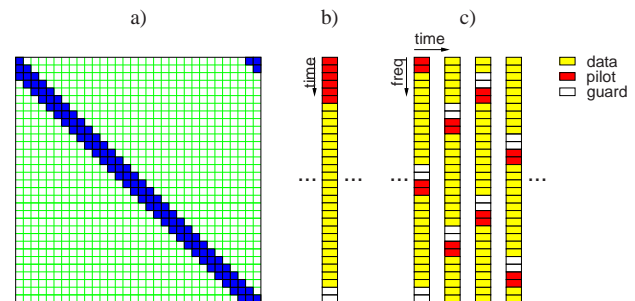 a)
b)
c)
time
time
freq
data
pilot
guard
... ... ... ...